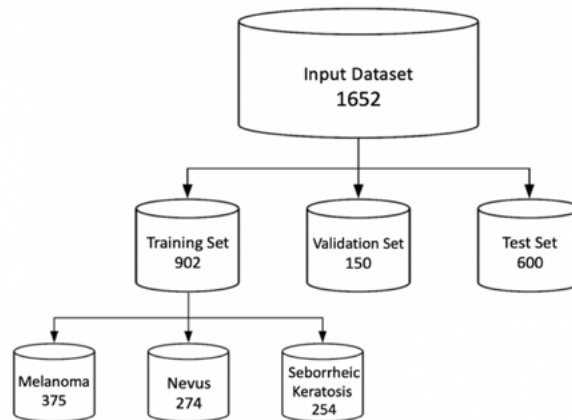 Input Dataset
1652
Training Set
902
Validation Set
150
Test Set
600
Melanoma
375
Nevus
274
Seborrheic
Keratosis
254